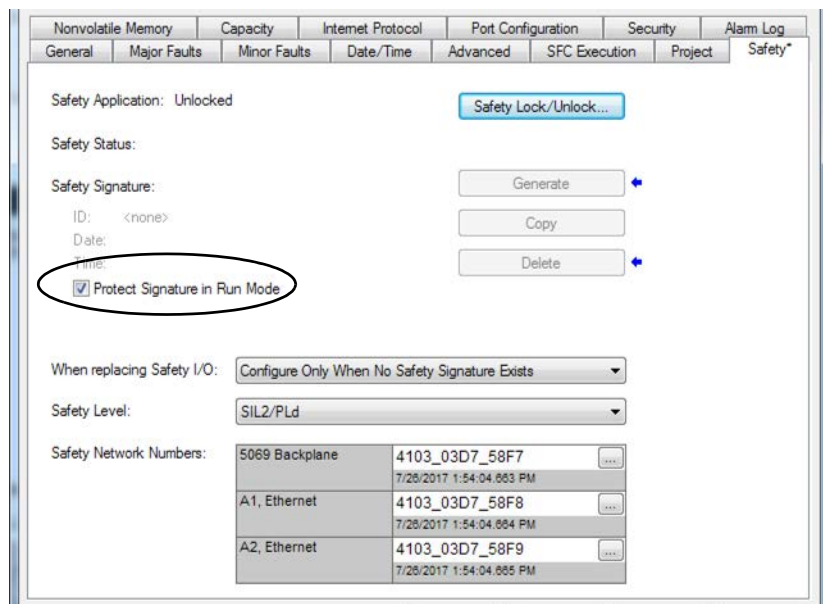 Nonvolatile Memory Capacity Internet Protocol Port Configuration Security Alarm Log
General Major Faults Minor Faults Date/Time Advanced SFC Execution Project Safety*
Safety Application: Unlocked Safety Lock/Unlock...
Safety Status:
Safety Signature: Generate
ID: <none> Copy
Date:
Time: Delete
Protect Signature in Run Mode
When replacing Safety I/O: Configure Only When No Safety Signature Exists
Safety Level: SIL2/PLd
Safety Network Numbers: 5069 Backplane 4103_03D7_58F7 ...
7/26/2017 1:54:04.663 PM
A1, Ethernet 4103_03D7_58F8 ...
7/26/2017 1:54:04.664 PM
A2, Ethernet 4103_03D7_58F9 ...
7/26/2017 1:54:04.665 PM